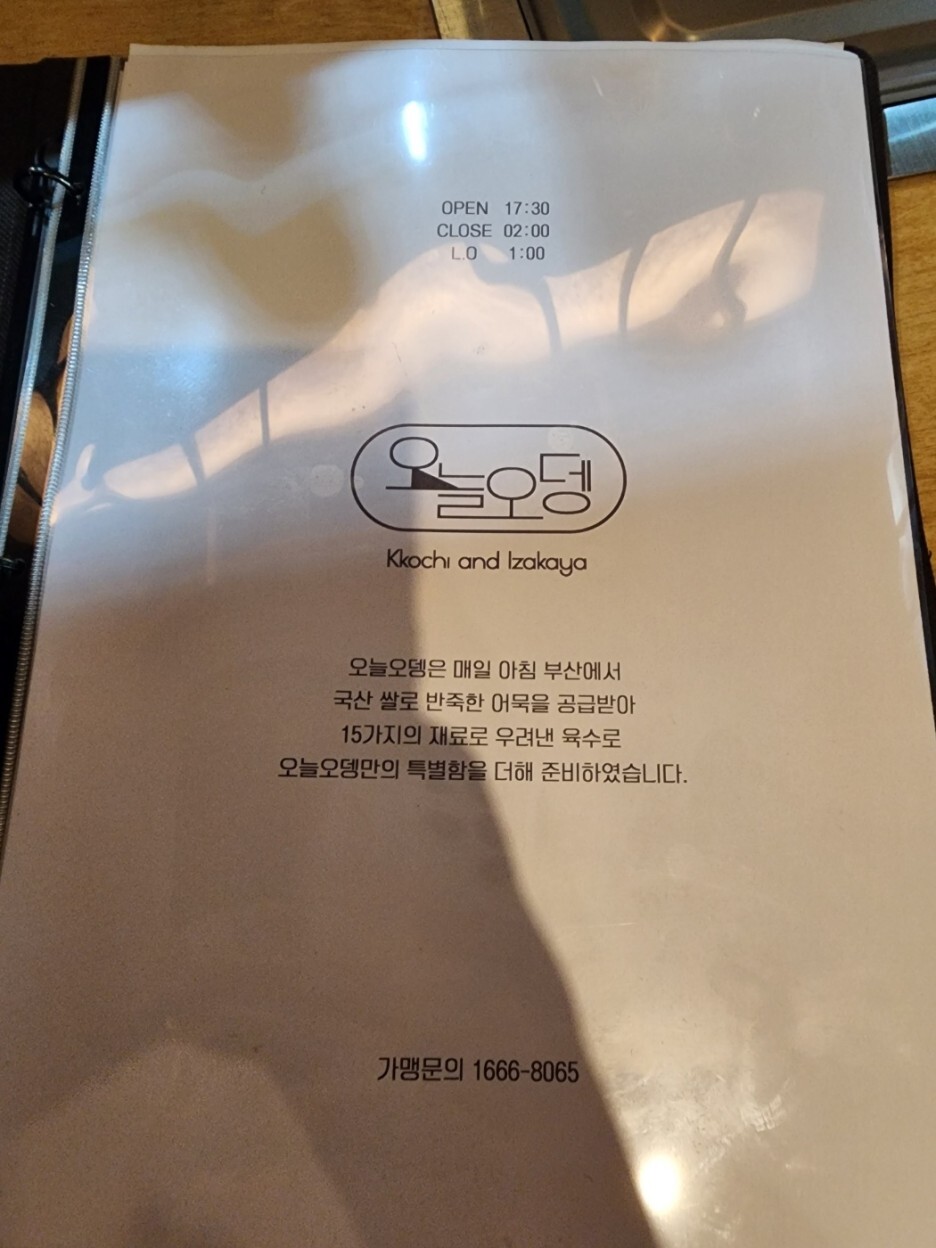 OPEN 17:30
CLOSE 02:00
L.O 1:00
오늘오뎅
Kkochi and Izakaya
오늘오뎅은 매일 아침 부산에서
국산 쌀로 반죽한 어묵을 공급받아
15가지의 재료로 우려낸 육수로
오늘오뎅만의 특별함을 더해 준비하였습니다.
가맹문의 1666-8065